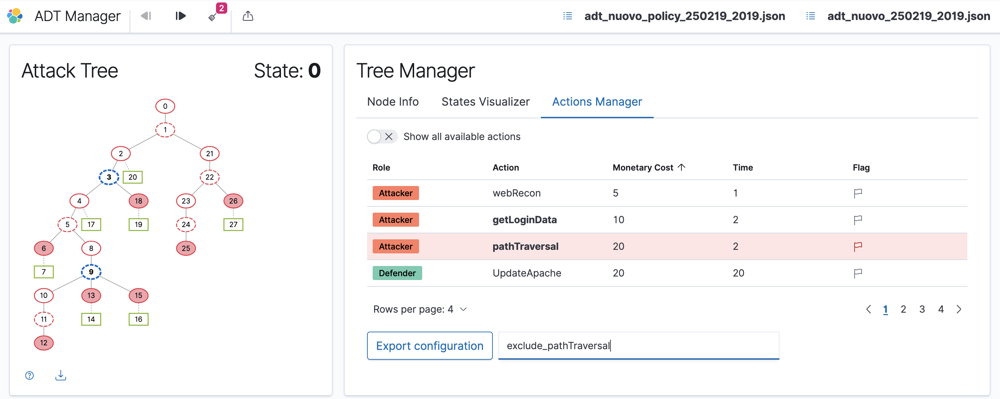 ADT Manager
2
adt_nuovo_policy_250219_2019.json
adt_nuovo_250219_2019.json
Attack Tree
State: 0
0
1
2
21
3
20
22
4
18
23
26
5
17
19
24
27
6
8
25
7
9
10
13
15
11
14
16
12
?
Tree Manager
Node Info
States Visualizer
Actions Manager
Show all available actions
Role Action Monetary Cost ↑ Time Flag
Attacker webRecon 5 1
Attacker getLoginData 10 2
Attacker pathTraversal 20 2
Defender UpdateApache 20 20
Rows per page: 4
1 2 3 4
Export configuration
exclude_pathTraversal